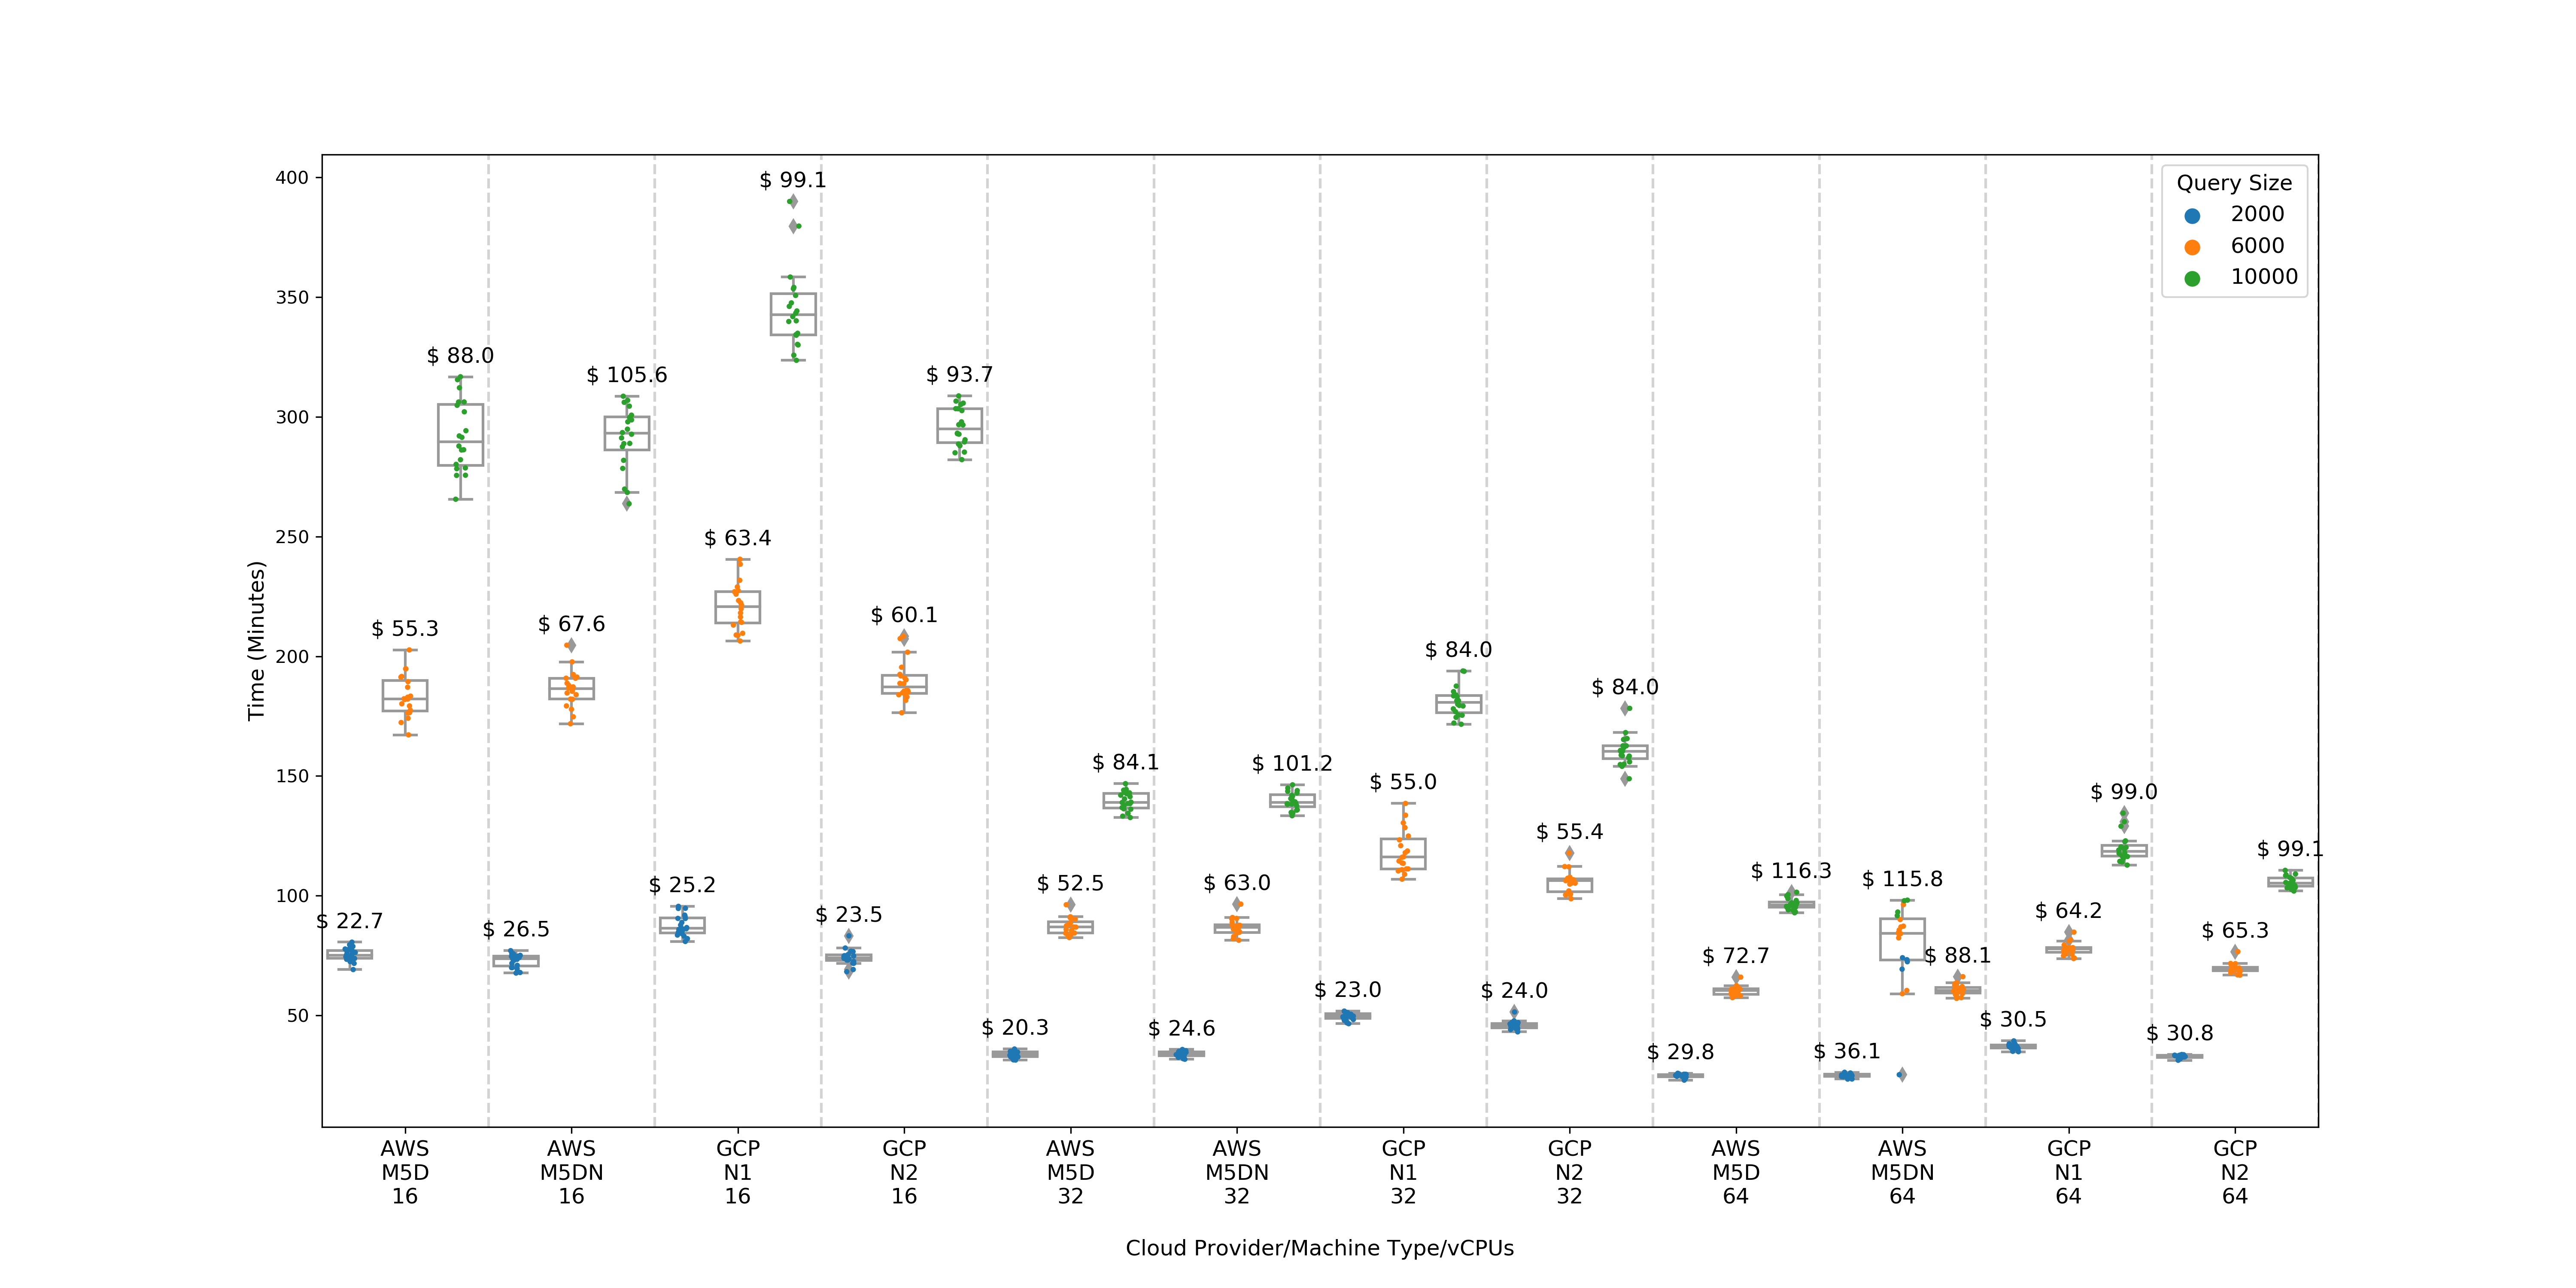 400
350
300
250
200
150
100
50
Time (Minutes)
$ 22.7
$ 55.3
$ 88.0
$ 26.5
$ 67.6
$ 105.6
$ 25.2
$ 63.4
$ 99.1
$ 23.5
$ 60.1
$ 93.7
$ 20.3
$ 52.5
$ 84.1
$ 24.6
$ 63.0
$ 101.2
$ 23.0
$ 55.0
$ 84.0
$ 24.0
$ 55.4
$ 84.0
$ 29.8
$ 72.7
$ 116.3
$ 36.1
$ 115.8
$ 88.1
$ 30.5
$ 64.2
$ 99.0
$ 30.8
$ 65.3
$ 99.1
Query Size
2000
6000
10000
AWS
M5D
16
AWS
M5DN
16
GCP
N1
16
GCP
N2
16
AWS
M5D
32
AWS
M5DN
32
GCP
N1
32
GCP
N2
32
AWS
M5D
64
AWS
M5DN
64
GCP
N1
64
GCP
N2
64
Cloud Provider/Machine Type/vCPUs